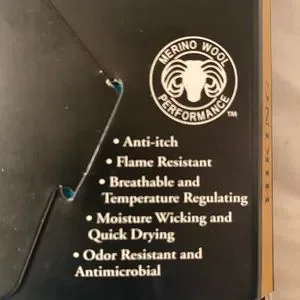 MERINO WOOL
PERFORMANCE
TM
• Anti-itch
• Flame Resistant
• Breathable and
Temperature Regulating
• Moisture Wicking and
Quick Drying
• Odor Resistant and
Antimicrobial